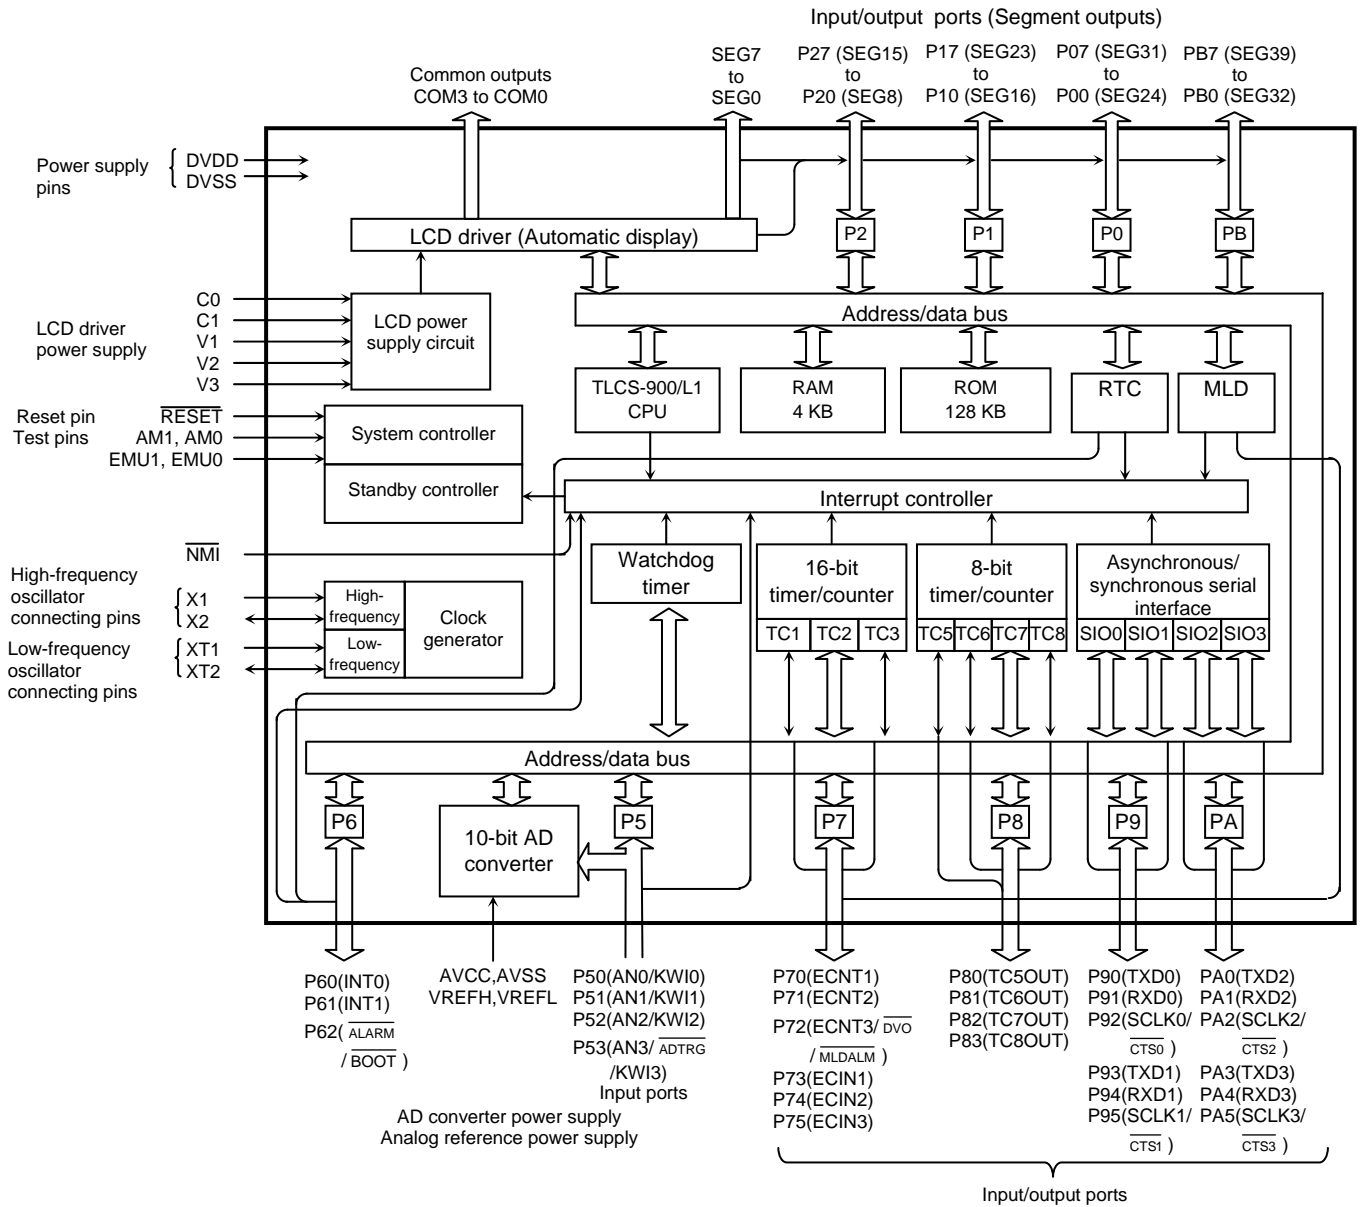 Input/output ports (Segment outputs)
SEG7
to
SEG0
P27 (SEG15)
to
P20 (SEG8)
P17 (SEG23)
to
P10 (SEG16)
P07 (SEG31)
to
P00 (SEG24)
PB7 (SEG39)
to
PB0 (SEG32)
Common outputs
COM3 to COM0
Power supply
pins
DVDD
DVSS
LCD driver (Automatic display)
P2
P1
P0
PB
LCD driver
power supply
C0
C1
V1
V2
V3
LCD power
supply circuit
Address/data bus
TLCS-900/L1
CPU
RAM
4 KB
ROM
128 KB
RTC
MLD
Reset pin
Test pins
RESET
AM1, AM0
EMU1, EMU0
System controller
Standby controller
Interrupt controller
NMI
High-frequency
oscillator
connecting pins
X1
X2
Low-frequency
oscillator
connecting pins
XT1
XT2
High-
frequency
Low-
frequency
Clock
generator
Watchdog
timer
16-bit
timer/counter
TC1
TC2
TC3
8-bit
timer/counter
TC5
TC6
TC7
TC8
Asynchronous/
synchronous serial
interface
SIO0
SIO1
SIO2
SIO3
Address/data bus
P6
10-bit AD
converter
P5
P7
P8
P9
PA
P60(INT0)
P61(INT1)
P62( ALARM
/ BOOT )
AVCC,AVSS
VREFH,VREFL
P50(AN0/KWI0)
P51(AN1/KWI1)
P52(AN2/KWI2)
P53(AN3/ ADTRG
/KWI3)
Input ports
AD converter power supply
Analog reference power supply
P70(ECNT1)
P71(ECNT2)
P72(ECNT3/ DVO
/ MLDALM )
P73(ECIN1)
P74(ECIN2)
P75(ECIN3)
P80(TC5OUT)
P81(TC6OUT)
P82(TC7OUT)
P83(TC8OUT)
P90(TXD0)
P91(RXD0)
P92(SCLK0/
CTS0 )
P93(TXD1)
P94(RXD1)
P95(SCLK1/
CTS1 )
PA0(TXD2)
PA1(RXD2)
PA2(SCLK2/
CTS2 )
PA3(TXD3)
PA4(RXD3)
PA5(SCLK3/
CTS3 )
Input/output ports